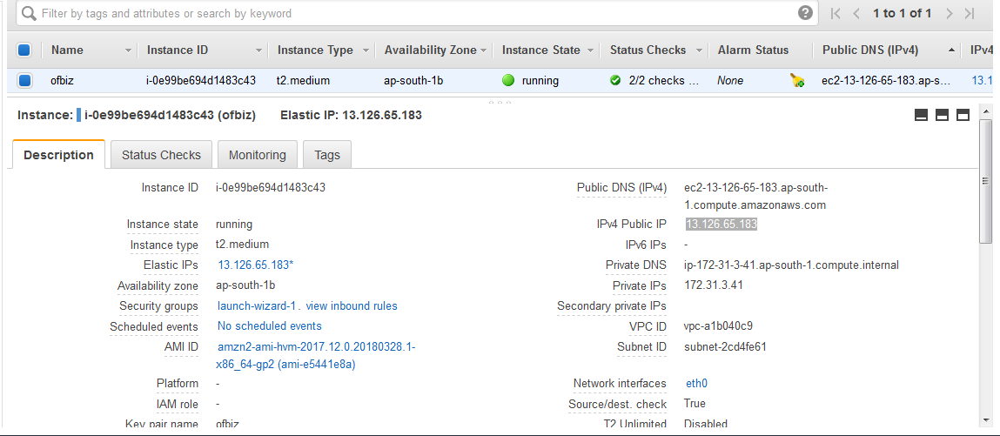 Filter by tags and attributes or search by keyword
1 to 1 of 1
Name Instance ID Instance Type Availability Zone Instance State Status Checks Alarm Status Public DNS (IPv4) IPv4
ofbiz i-0e99be694d1483c43 t2.medium ap-south-1b running 2/2 checks ... None ec2-13-126-65-183.ap-s... 13.1
Instance: i-0e99be694d1483c43 (ofbiz) Elastic IP: 13.126.65.183
Description Status Checks Monitoring Tags
Instance ID i-0e99be694d1483c43 Public DNS (IPv4) ec2-13-126-65-183.ap-south-
1.compute.amazonaws.com
Instance state running IPv4 Public IP 13.126.65.183
Instance type t2.medium IPv6 IPs -
Elastic IPs 13.126.65.183* Private DNS ip-172-31-3-41.ap-south-1.compute.internal
Availability zone ap-south-1b Private IPs 172.31.3.41
Security groups launch-wizard-1. view inbound rules Secondary private IPs
Scheduled events No scheduled events VPC ID vpc-a1b040c9
AMI ID amzn2-ami-hvm-2017.12.0.20180328.1- Subnet ID subnet-2cd4fe61
x86_64-gp2 (ami-e5441e8a)
Platform - Network interfaces eth0
IAM role - Source/dest. check True
Key pair name ofbiz T2 Unlimited Disabled